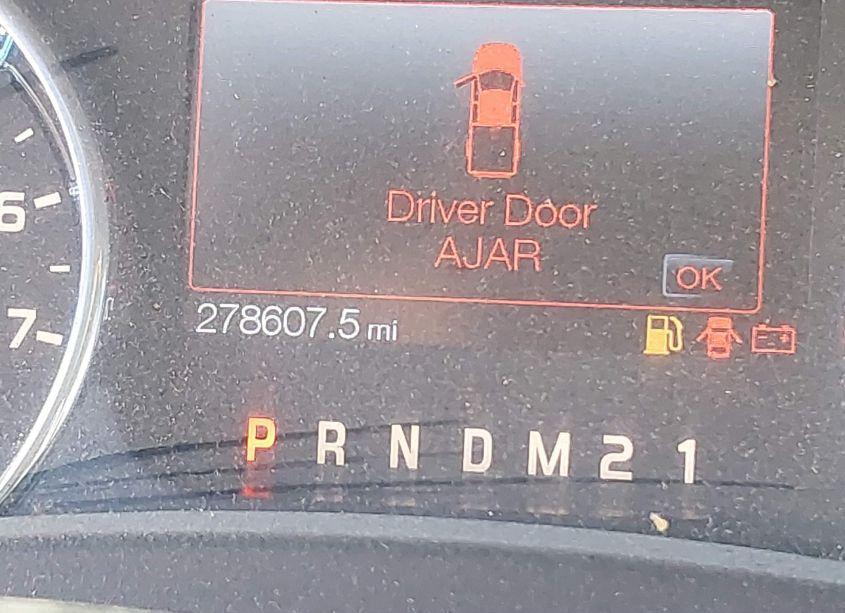 Driver Door
AJAR
OK
278607.5 mi
6
7
P R N D M 2 1